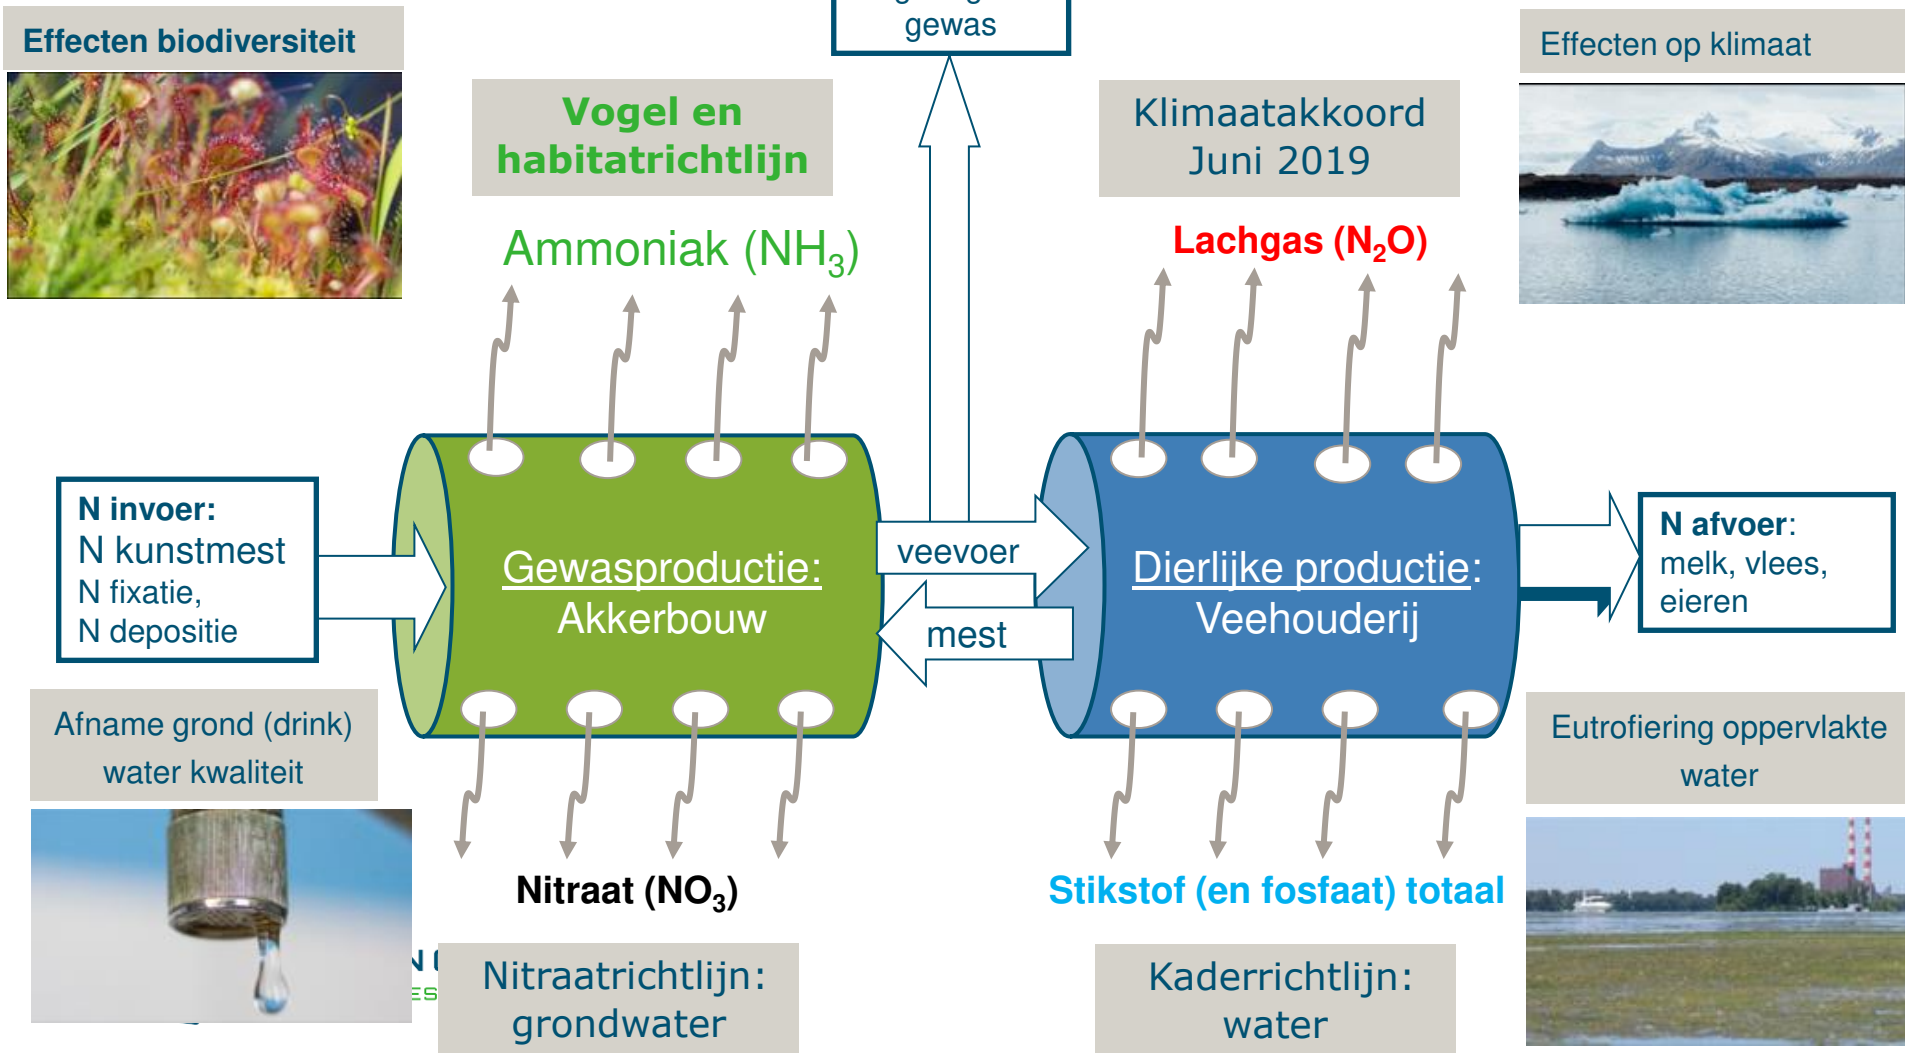 gewas
Effecten biodiversiteit
Effecten op klimaat
Vogel en
habitatrichtlijn
Klimaatakkoord
Juni 2019
Ammoniak (NH₃)
Lachgas (N₂O)
N invoer:
N kunstmest
N fixatie,
N depositie
Gewasproductie:
Akkerbouw
veevoer
mest
Dierlijke productie:
Veehouderij
N afvoer:
melk, vlees,
eieren
Afname grond (drink)
water kwaliteit
Eutrofiering oppervlakte
water
Nitraat (NO₃)
Stikstof (en fosfaat) totaal
Nitraatrichtlijn:
grondwater
Kaderrichtlijn:
water